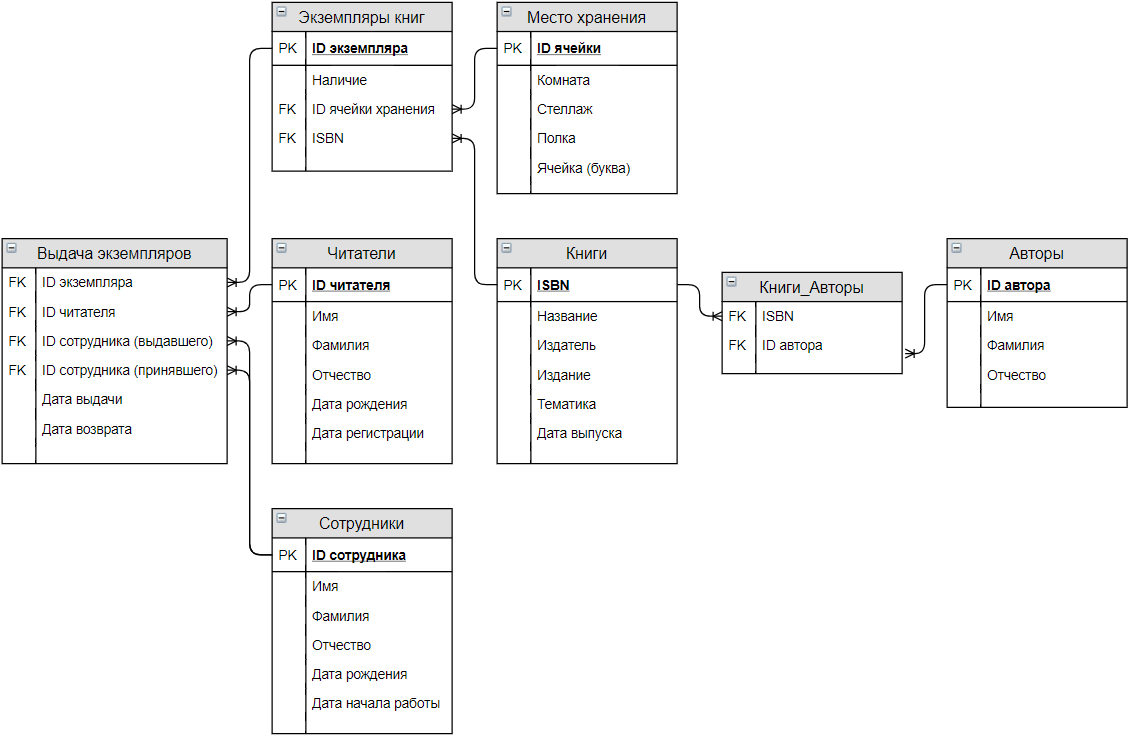 Экземпляры книг
PK ID экземпляра
Наличие
FK ID ячейки хранения
FK ISBN
Место хранения
PK ID ячейки
Комната
Стеллаж
Полка
Ячейка (буква)
Выдача экземпляров
FK ID экземпляра
FK ID читателя
FK ID сотрудника (выдавшего)
FK ID сотрудника (принявшего)
Дата выдачи
Дата возврата
Читатели
PK ID читателя
Имя
Фамилия
Отчество
Дата рождения
Дата регистрации
Книги
PK ISBN
Название
Издатель
Издание
Тематика
Дата выпуска
Книги_Авторы
FK ISBN
FK ID автора
Авторы
PK ID автора
Имя
Фамилия
Отчество
Сотрудники
PK ID сотрудника
Имя
Фамилия
Отчество
Дата рождения
Дата начала работы